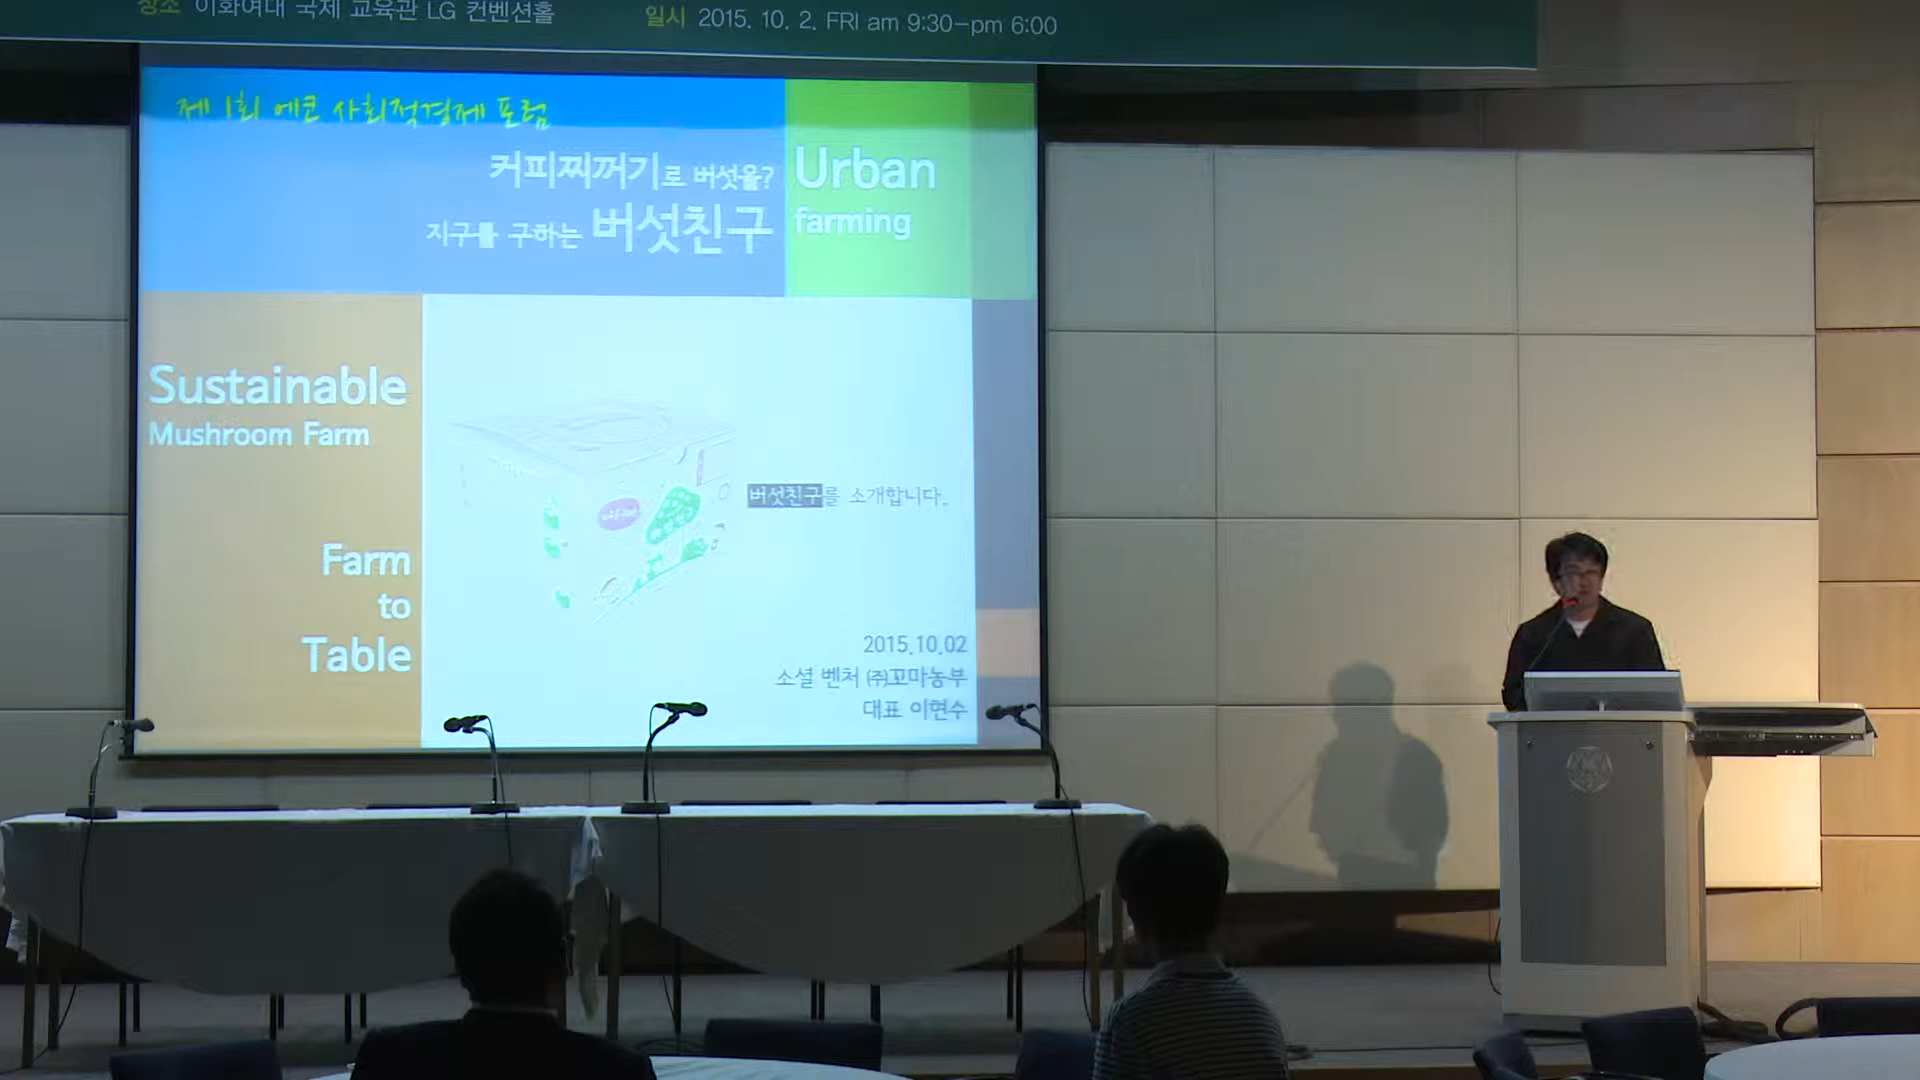 장소 이화여대 국제 교육관 LG 컨벤션홀
일시 2015. 10. 2. FRI am 9:30-pm 6:00
제 1회 에코 사회적경제 포럼
커피찌꺼기로 버섯을?
지구를 구하는 버섯친구
Urban
farming
Sustainable
Mushroom Farm
Farm
to
Table
버섯친구를 소개합니다.
2015.10.02
소셜 벤처 ㈜꼬마농부
대표 이현수